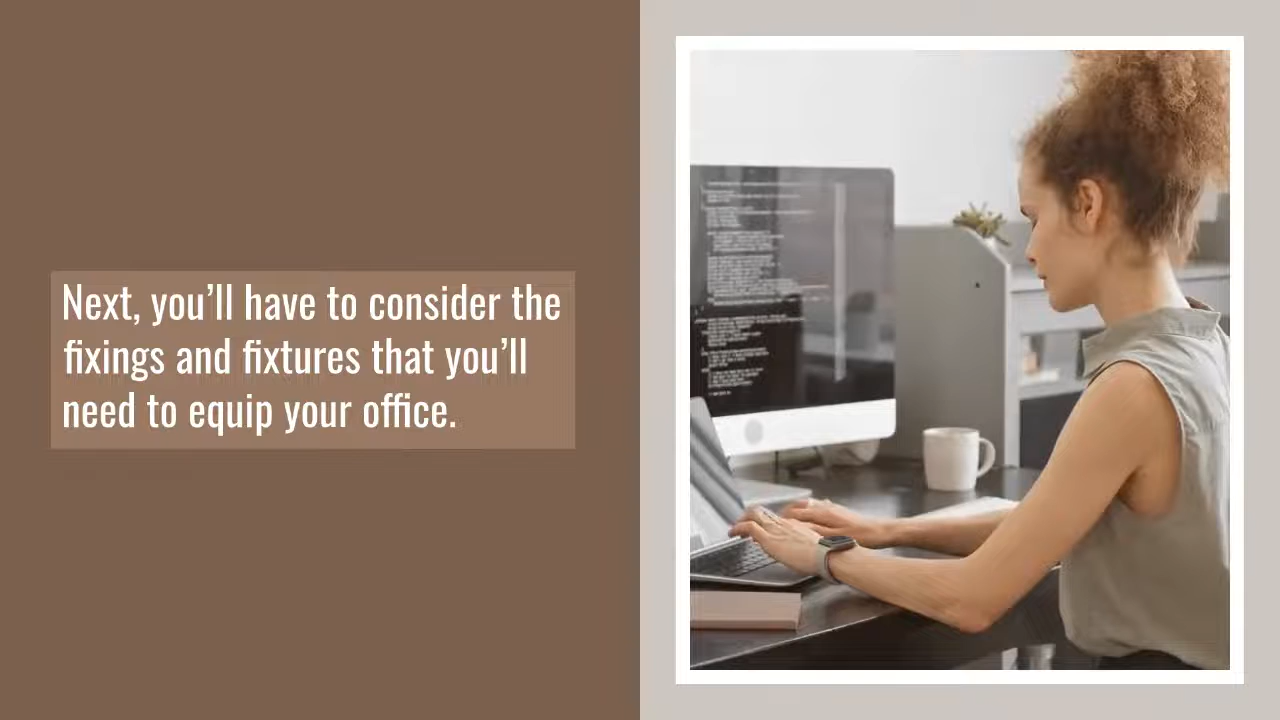 Next, you’ll have to consider the
fixings and fixtures that you’ll
need to equip your office.